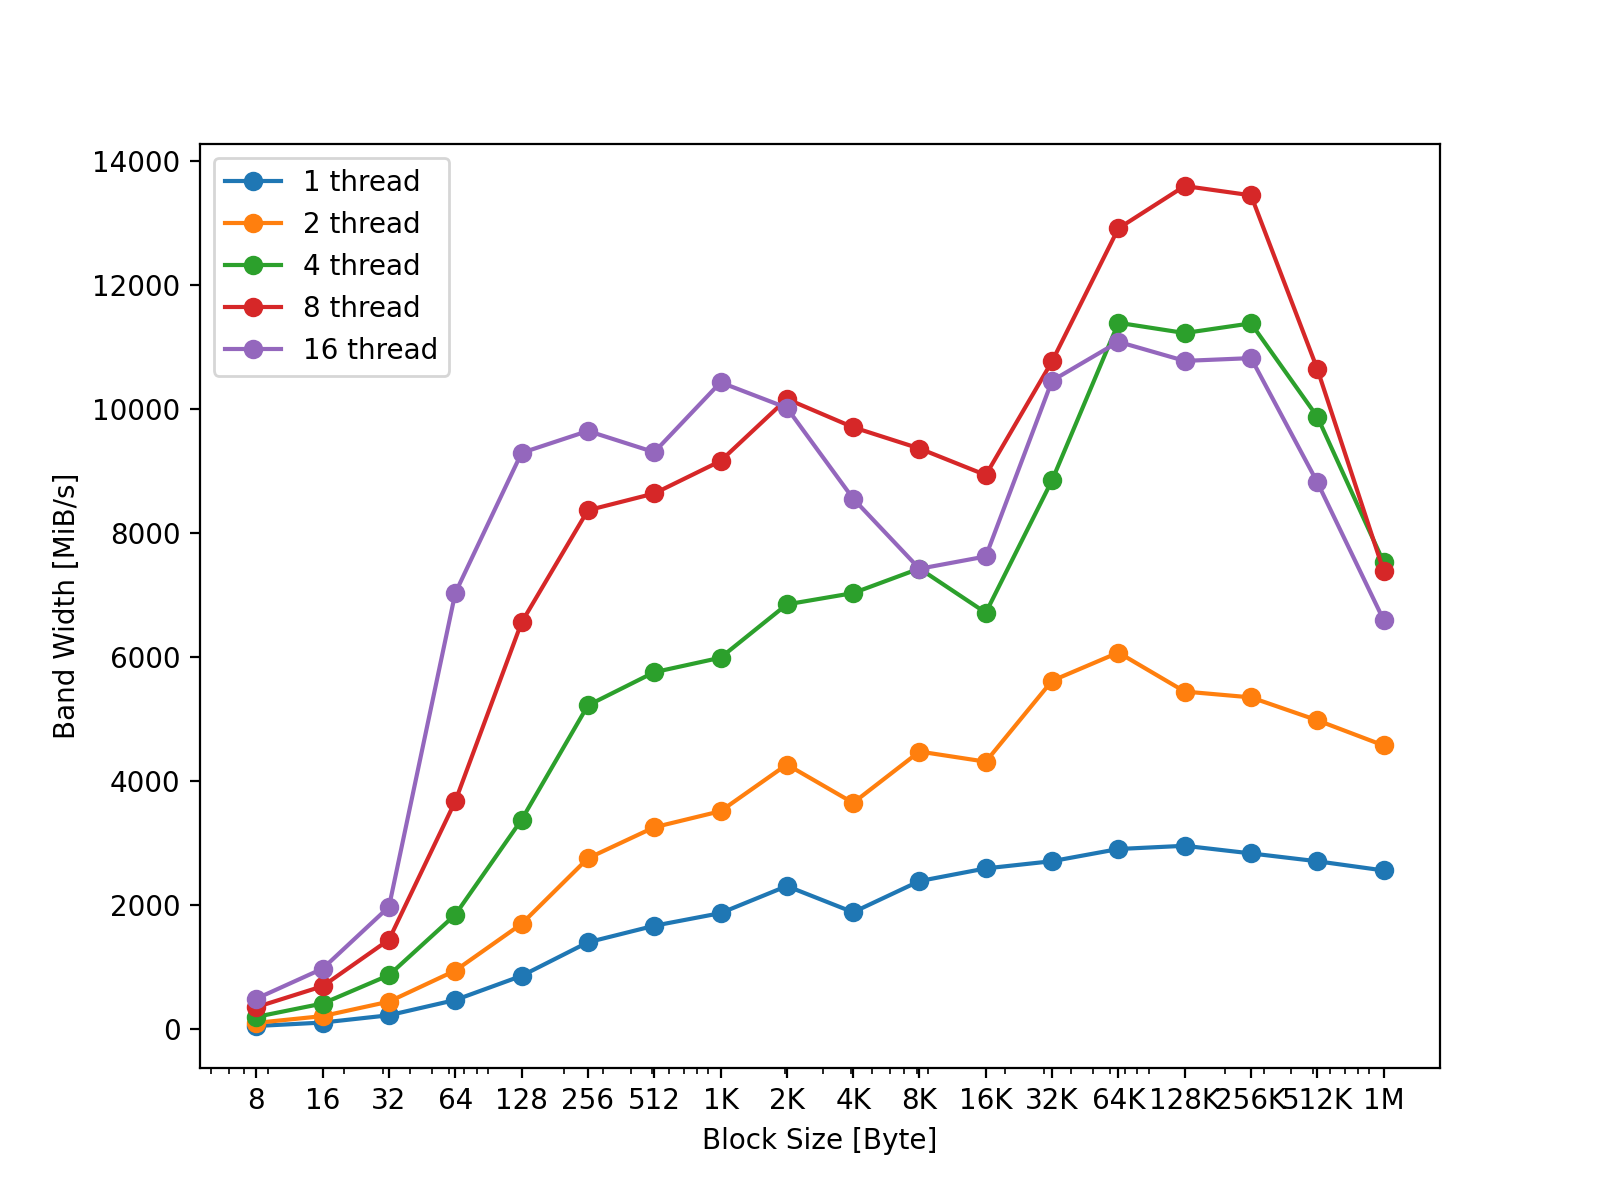 14000
12000
10000
8000
6000
4000
2000
0
Band Width [MiB/s]
1 thread
2 thread
4 thread
8 thread
16 thread
8 16 32 64 128 256 512 1K 2K 4K 8K 16K 32K 64K 128K 256K 512K 1M
Block Size [Byte]